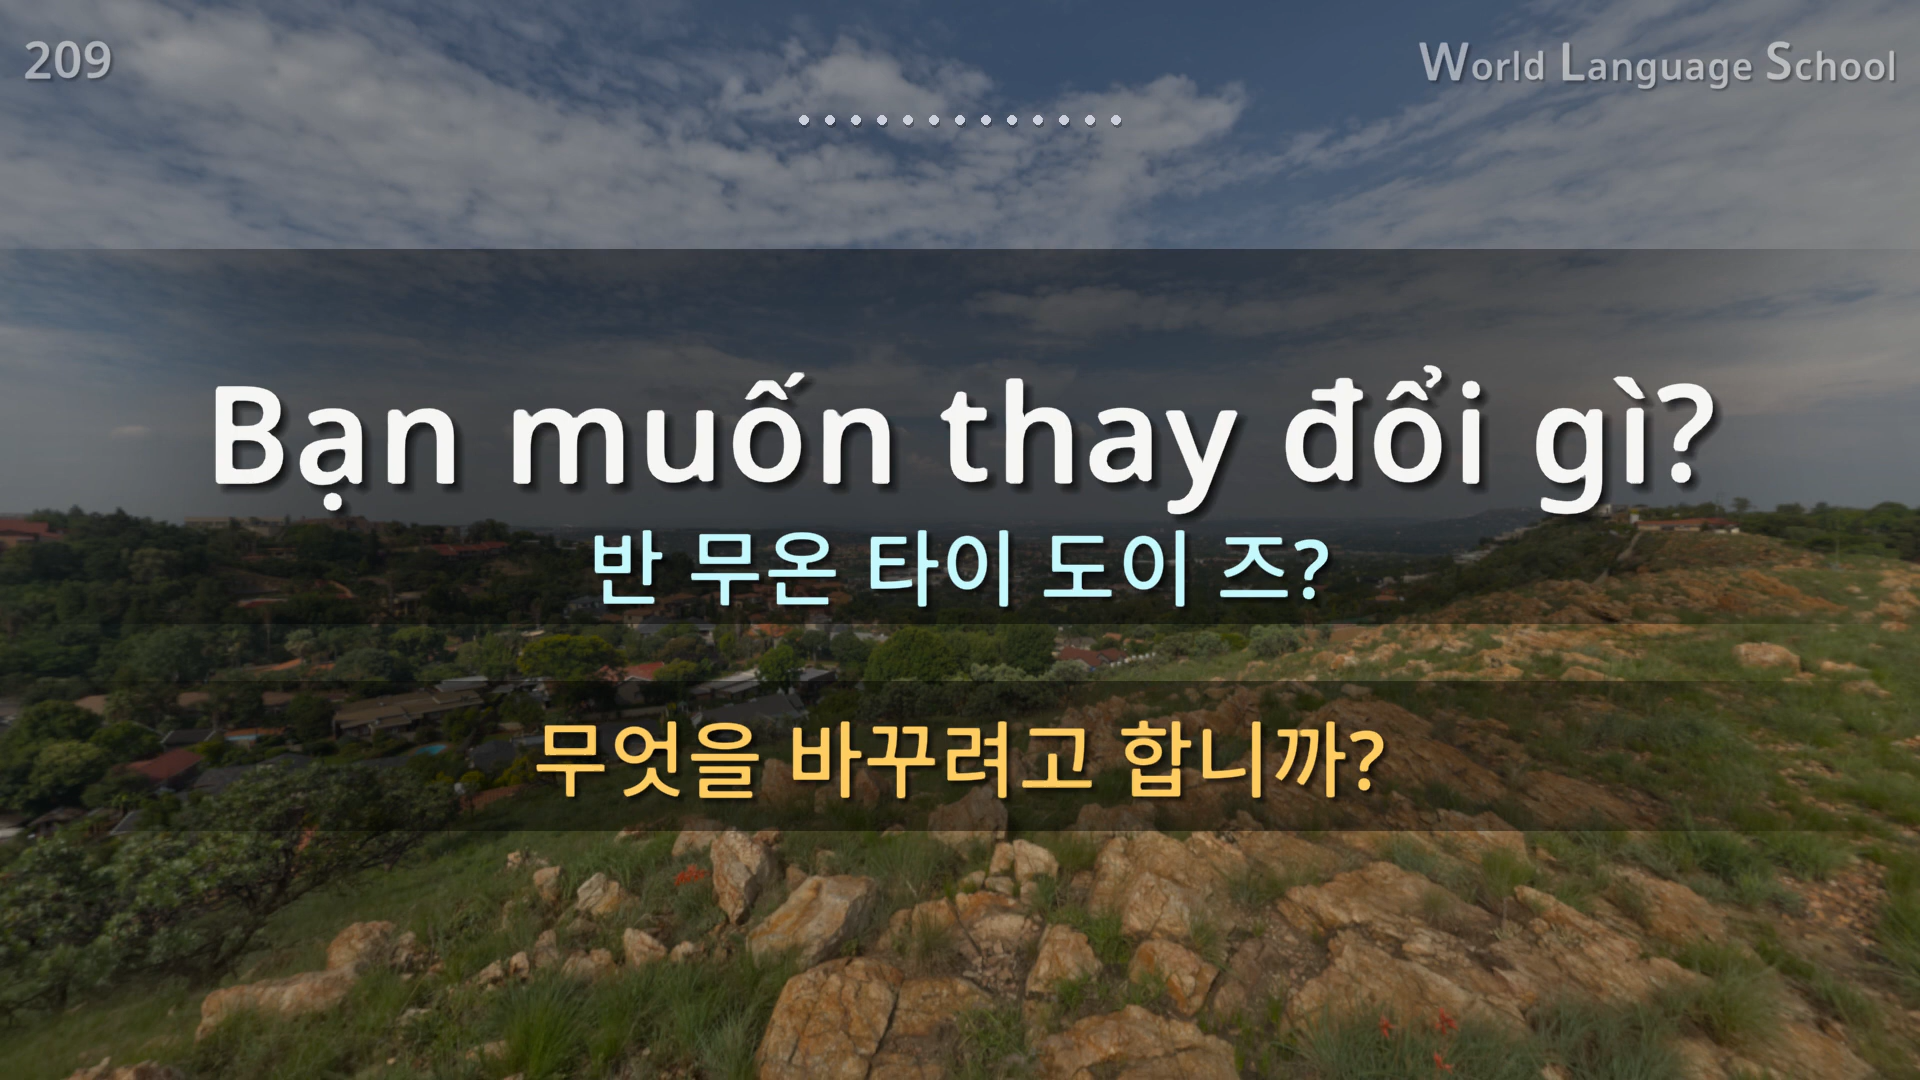 209
World Language School
Bạn muốn thay đổi gì?
반 무온 타이 도이 즈?
무엇을 바꾸려고 합니까?